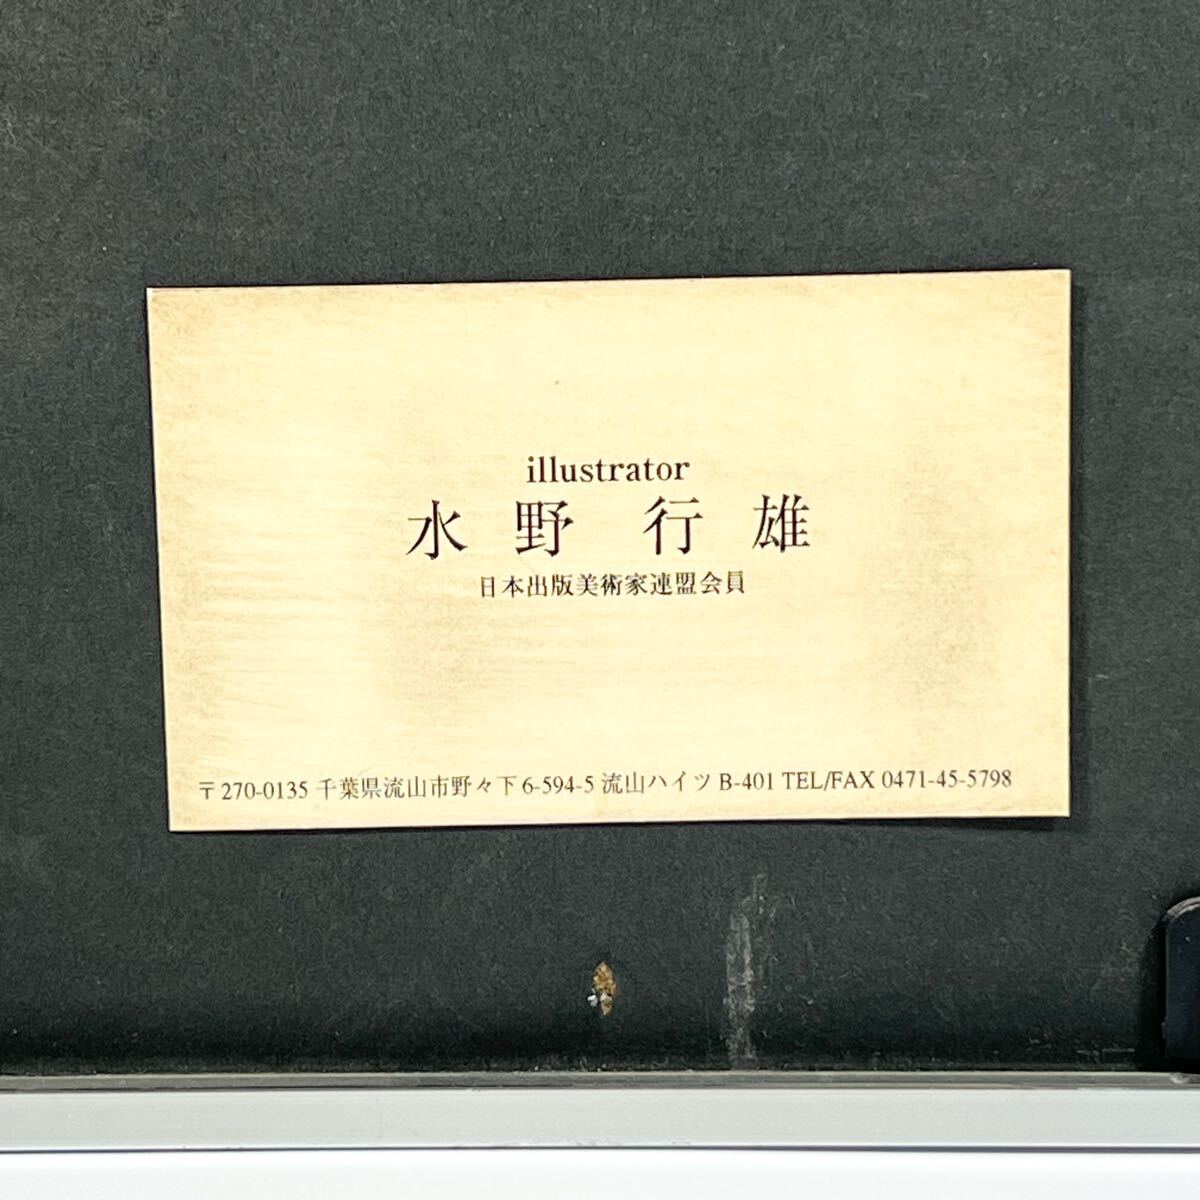 illustrator
水野 行雄
日本出版美術家連盟会員
〒270-0135 千葉県流山市野々下6-594-5 流山ハイツ B-401 TEL/FAX 0471-45-5798